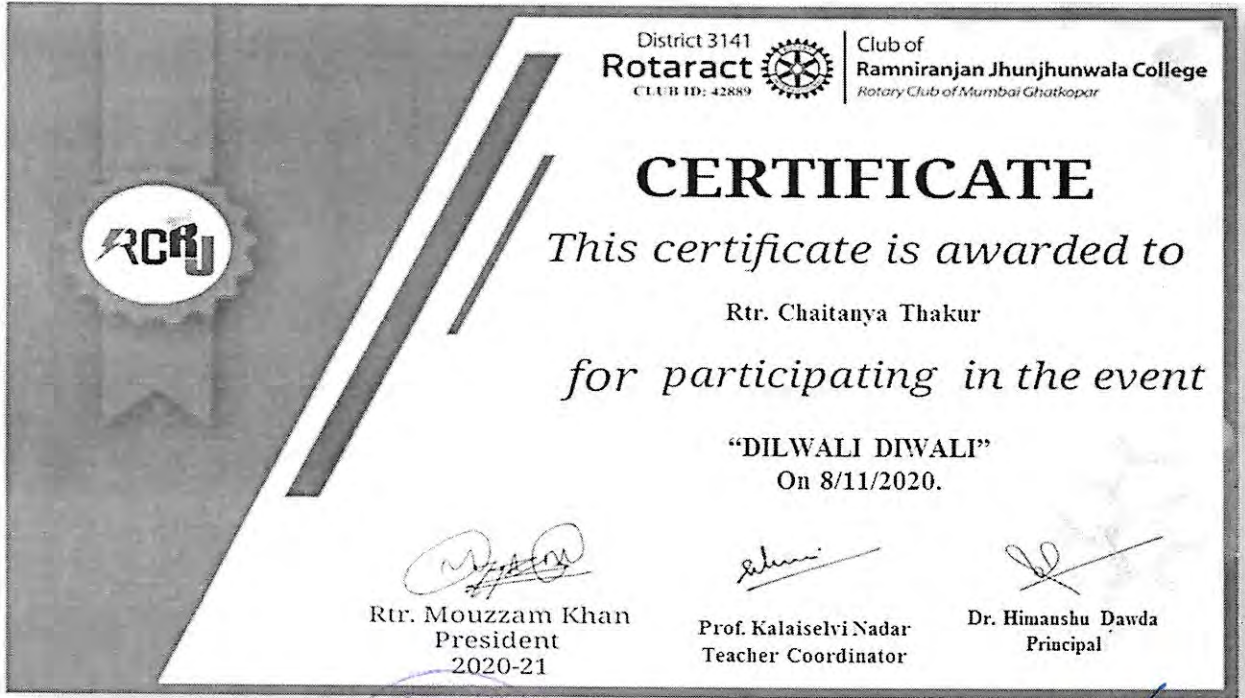 District 3141
Rotaract
CLUB ID: 42889
Club of
Ramniranjan Jhunjhunwala College
Rotary Club of Mumbai Ghatkopar
RCRJ
CERTIFICATE
This certificate is awarded to
Rtr. Chaitanya Thakur
for participating in the event
“DILWALI DIWALI”
On 8/11/2020.
Rtr. Mouzzam Khan
President
2020-21
Prof. Kalaiselvi Nadar
Teacher Coordinator
Dr. Himanshu Dawda
Principal